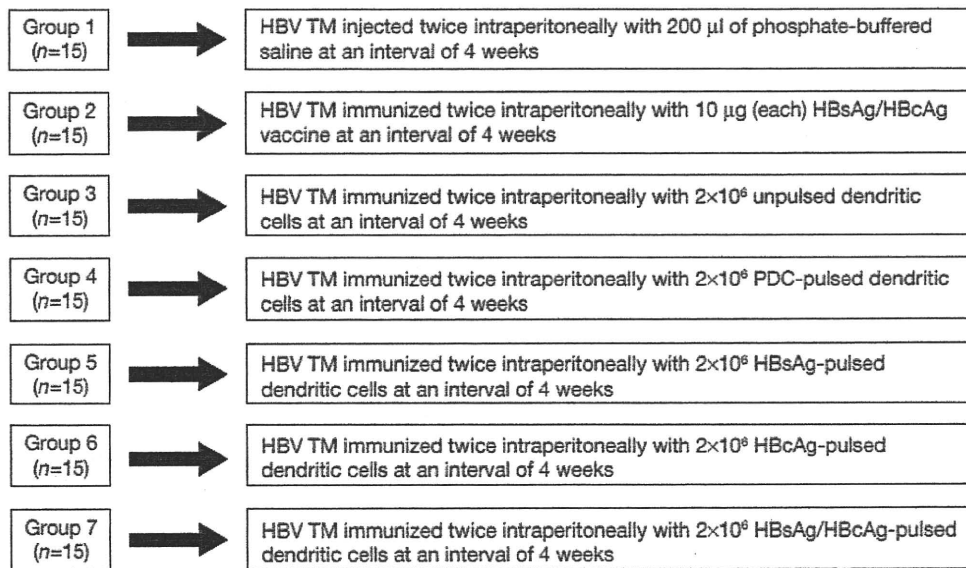 Group 1
(n=15)
HBV TM injected twice intraperitoneally with 200 µl of phosphate-buffered
saline at an interval of 4 weeks
Group 2
(n=15)
HBV TM immunized twice intraperitoneally with 10 µg (each) HBsAg/HBcAg
vaccine at an interval of 4 weeks
Group 3
(n=15)
HBV TM immunized twice intraperitoneally with 2×10⁶ unpulsed dendritic
cells at an interval of 4 weeks
Group 4
(n=15)
HBV TM immunized twice intraperitoneally with 2×10⁶ PDC-pulsed dendritic
cells at an interval of 4 weeks
Group 5
(n=15)
HBV TM immunized twice intraperitoneally with 2×10⁶ HBsAg-pulsed
dendritic cells at an interval of 4 weeks
Group 6
(n=15)
HBV TM immunized twice intraperitoneally with 2×10⁶ HBcAg-pulsed
dendritic cells at an interval of 4 weeks
Group 7
(n=15)
HBV TM immunized twice intraperitoneally with 2×10⁶ HBsAg/HBcAg-pulsed
dendritic cells at an interval of 4 weeks